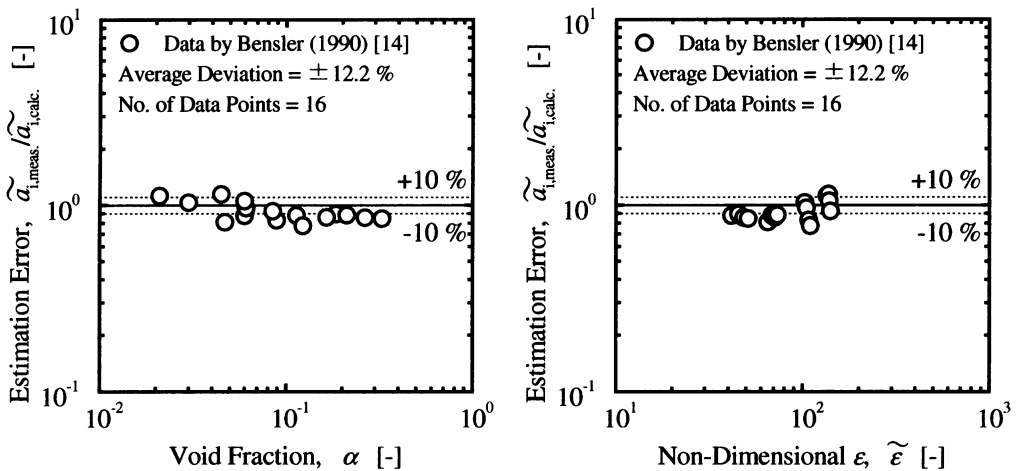 10^1
Data by Bensler (1990) [14]
Average Deviation = ±12.2 %
No. of Data Points = 16
+10 %
10^0
-10 %
10^-1
10^-2 10^-1 10^0
Void Fraction, α [-]
Estimation Error, ã_i,meas./ã_i,calc. [-]
10^1
Data by Bensler (1990) [14]
Average Deviation = ±12.2 %
No. of Data Points = 16
+10 %
10^0
-10 %
10^-1
10^1 10^2 10^3
Non-Dimensional ε, ε̃ [-]
Estimation Error, ã_i,meas./ã_i,calc. [-]